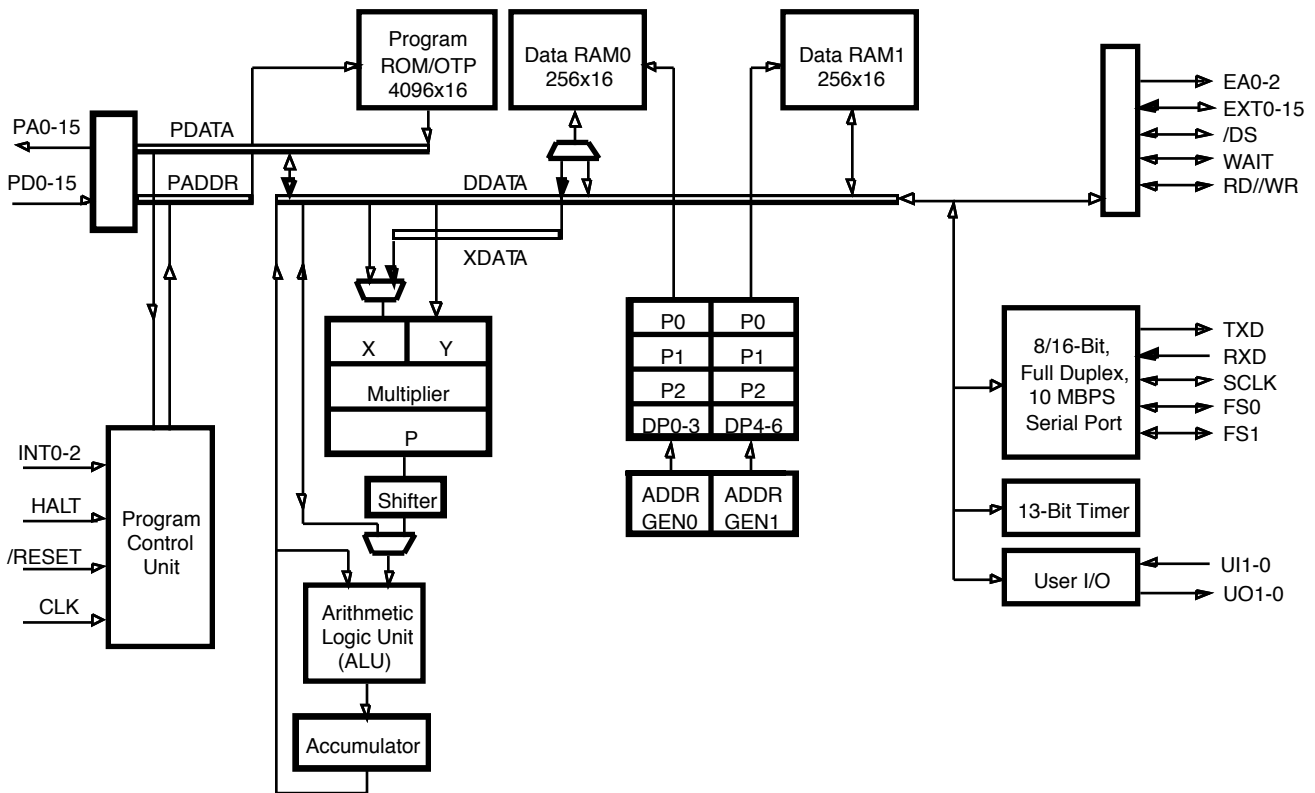 Program
ROM/OTP
4096x16
Data RAM0
256x16
Data RAM1
256x16
EA0-2
EXT0-15
/DS
WAIT
RD//WR
PA0-15
PDATA
PD0-15
PADDR
DDATA
XDATA
X
Y
Multiplier
P
Shifter
P0
P0
P1
P1
P2
P2
DP0-3
DP4-6
ADDR
GEN0
ADDR
GEN1
8/16-Bit,
Full Duplex,
10 MBPS
Serial Port
TXD
RXD
SCLK
FS0
FS1
INT0-2
HALT
/RESET
CLK
Program
Control
Unit
13-Bit Timer
User I/O
UI1-0
UO1-0
Arithmetic
Logic Unit
(ALU)
Accumulator